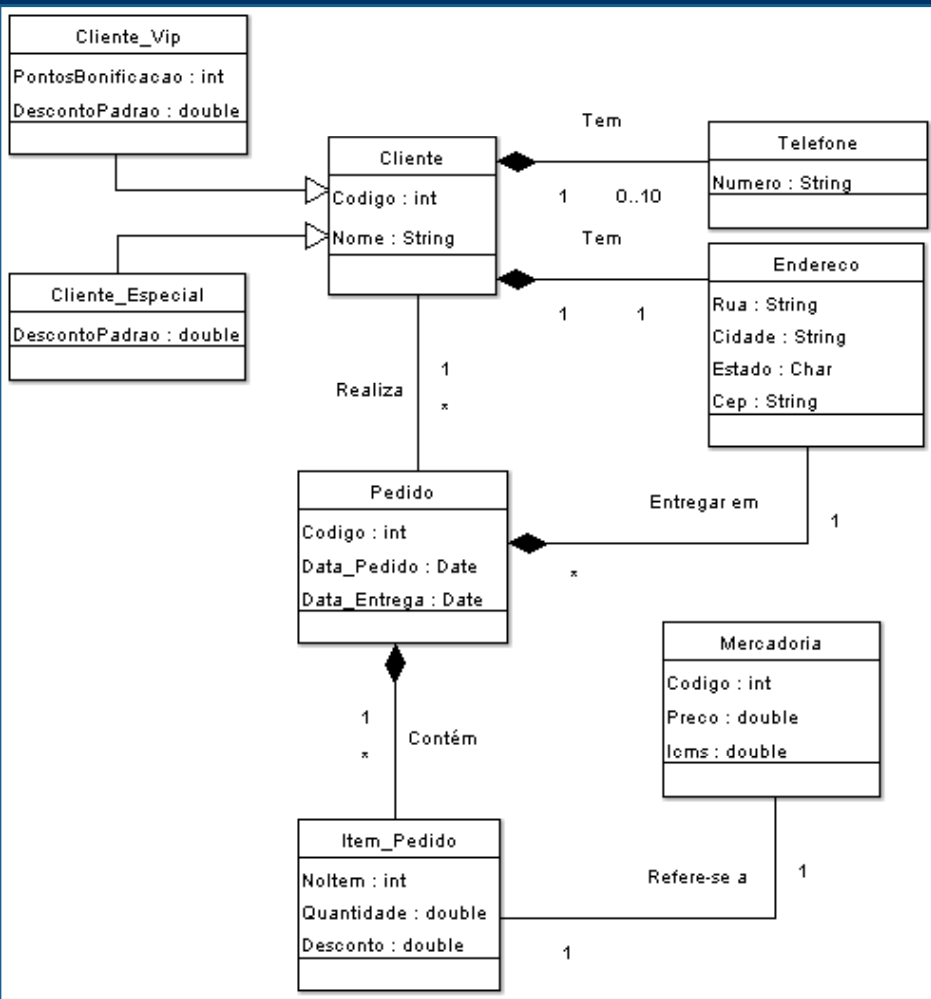 Cliente_Vip
PontosBonificacao : int
DescontoPadrao : double
Cliente
Codigo : int
Nome : String
Tem
1 0..10
Telefone
Numero : String
Tem
1 1
Endereco
Rua : String
Cidade : String
Estado : Char
Cep : String
Cliente_Especial
DescontoPadrao : double
Realiza
1
*
Pedido
Codigo : int
Data_Pedido : Date
Data_Entrega : Date
Entregar em
1
*
Mercadoria
Codigo : int
Preco : double
Icms : double
1
*
Contém
Item_Pedido
NoItem : int
Quantidade : double
Desconto : double
Refere-se a
1
1